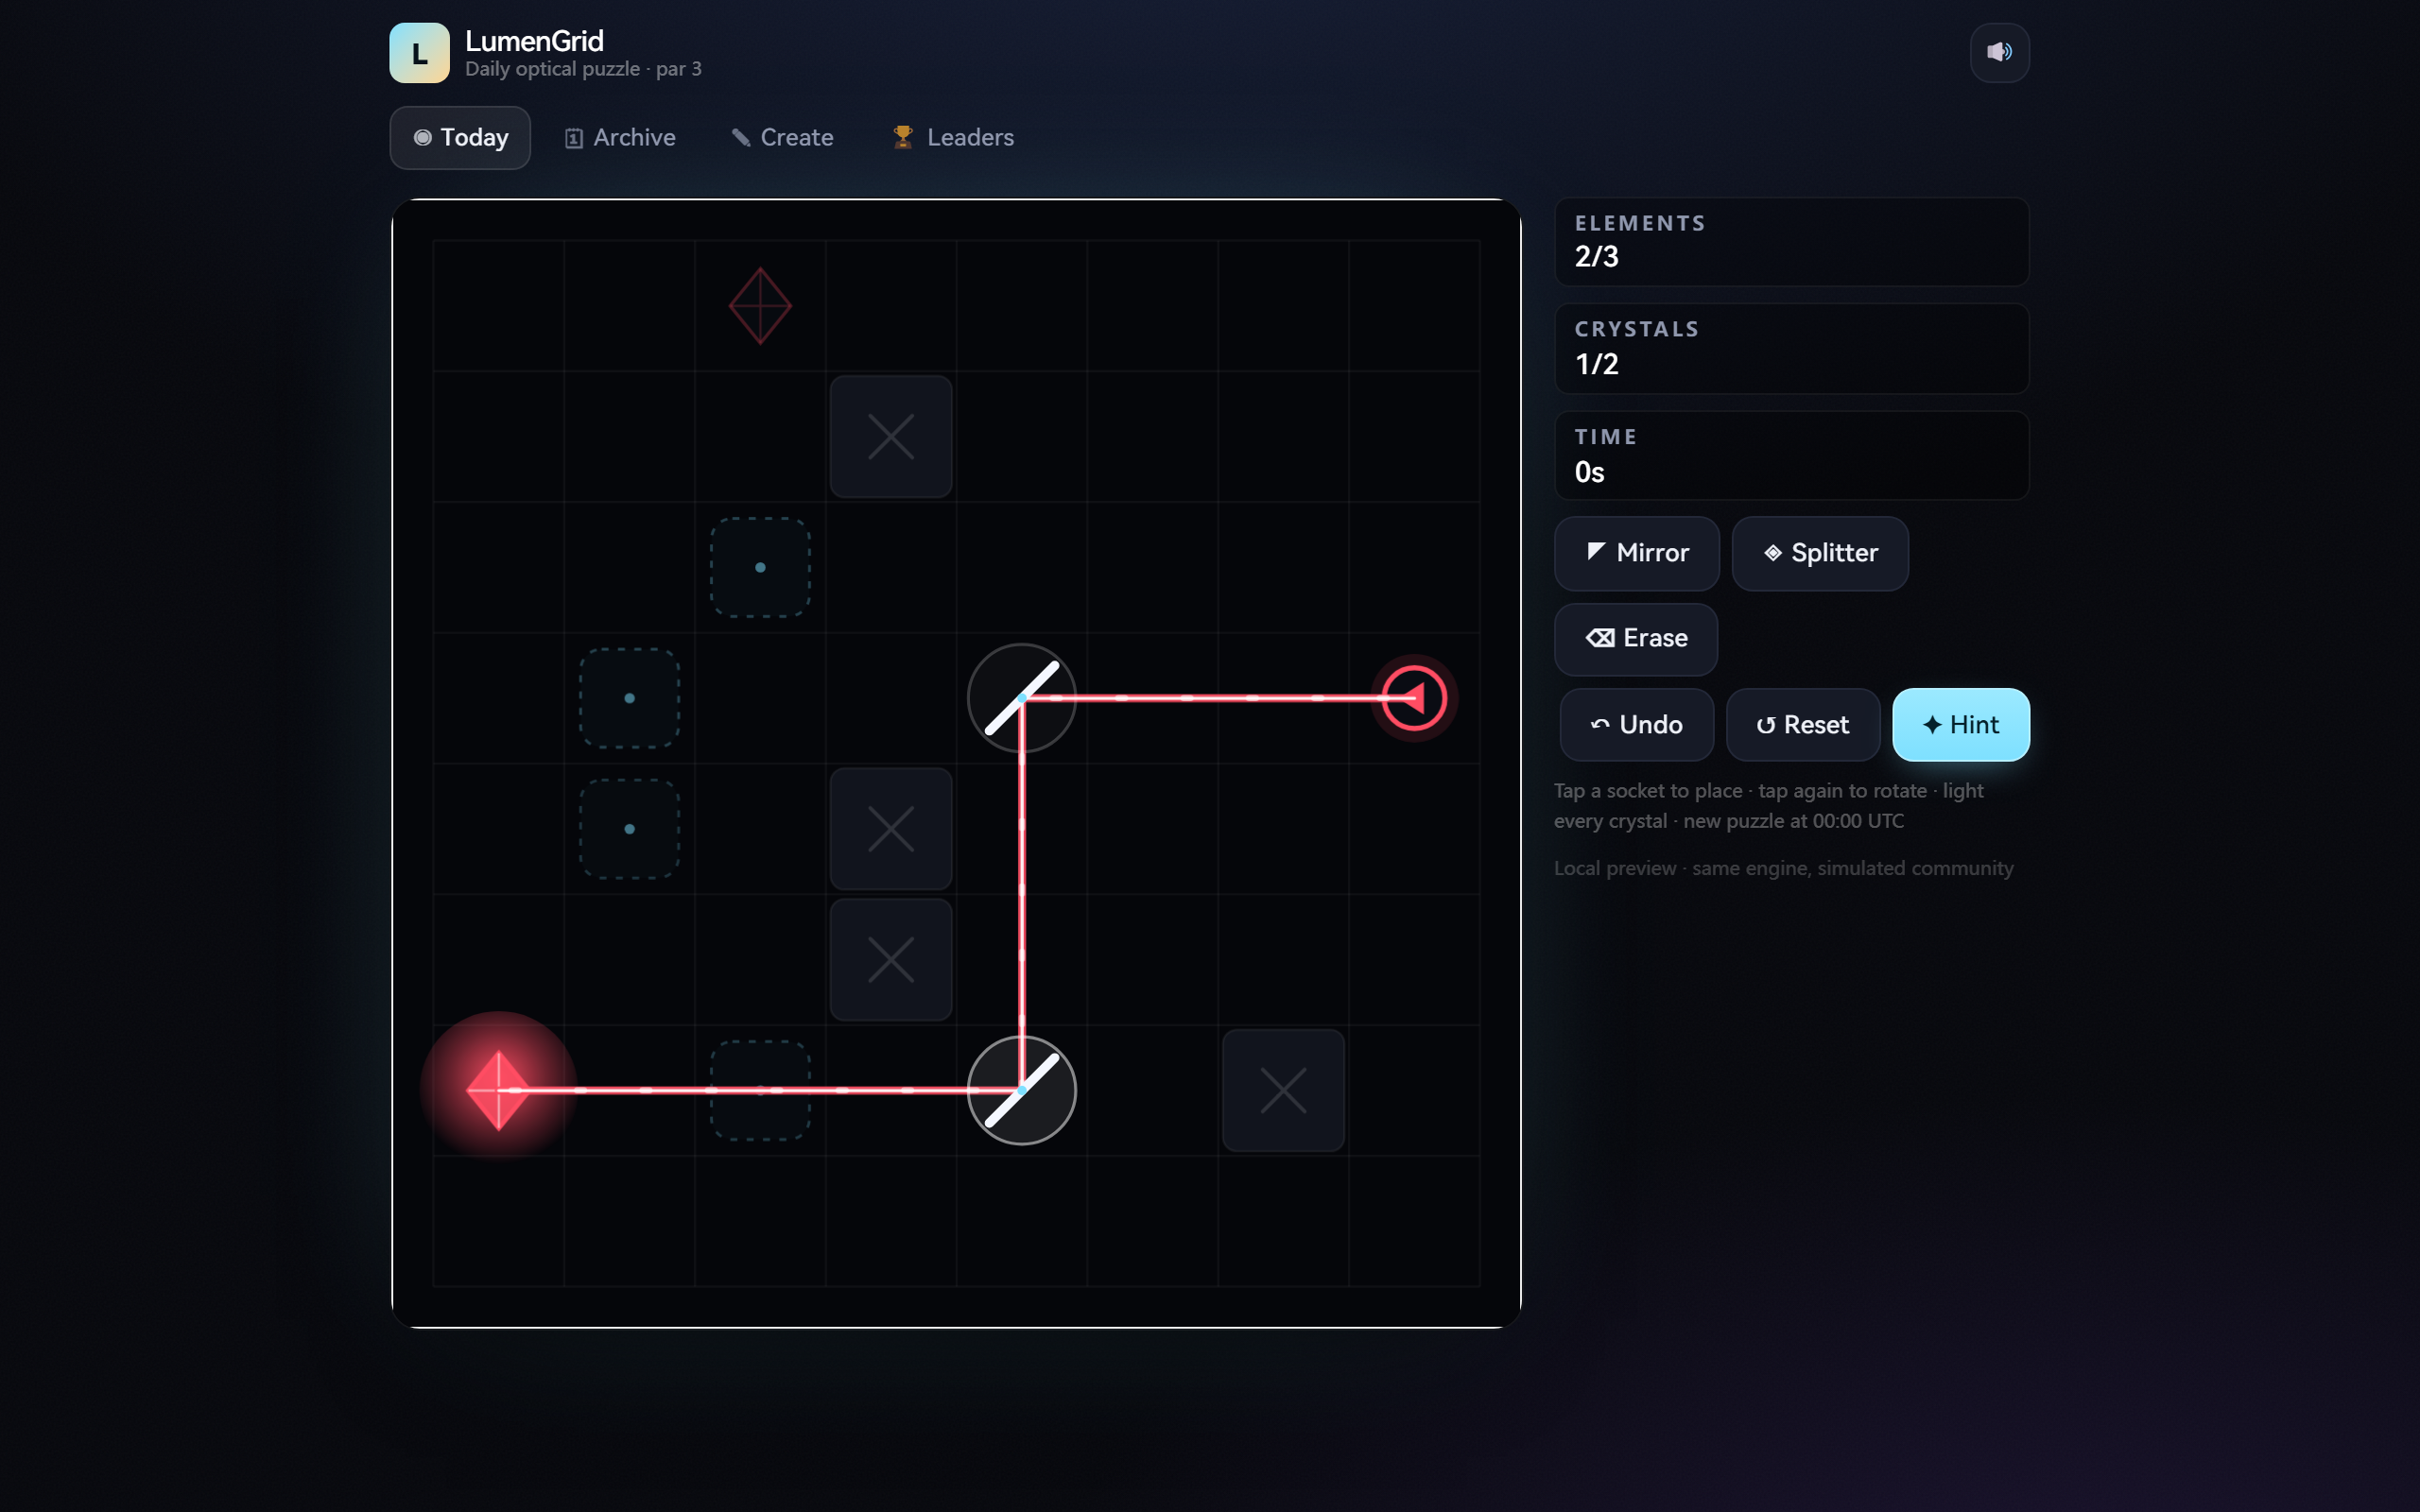 L
LumenGrid
Daily optical puzzle · par 3
Today
Archive
Create
Leaders
ELEMENTS
2/3
CRYSTALS
1/2
TIME
0s
Mirror
Splitter
Erase
Undo
Reset
Hint
Tap a socket to place · tap again to rotate · light
every crystal · new puzzle at 00:00 UTC
Local preview · same engine, simulated community